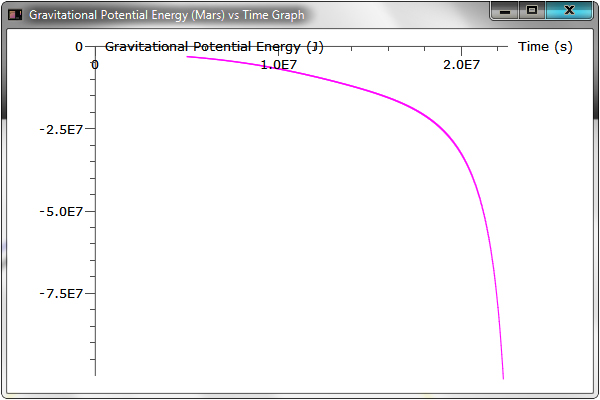 Gravitational Potential Energy (Mars) vs Time Graph
0 Gravitational Potential Energy (J) Time (s)
0 1.0E7 2.0E7
-2.5E7
-5.0E7
-7.5E7